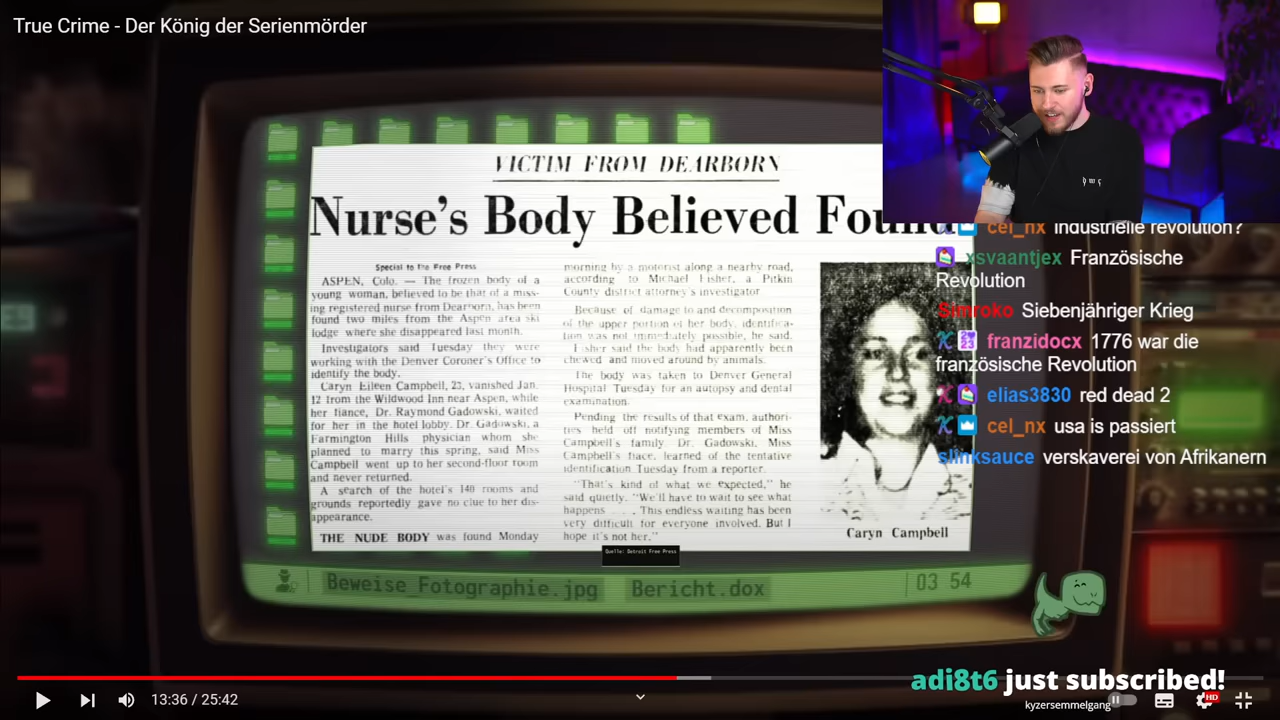 True Crime - Der König der Serienmörder
VICTIM FROM DEARBORN
Nurse's Body Believed Found
Special to the Free Press
ASPEN, Colo. — The frozen body of a
young woman, believed to be that of a miss-
ing registered nurse from Dearborn, has been
found two miles from the Aspen area ski
lodge where she disappeared last month.
Investigators said Tuesday they were
working with the Denver Coroner's Office to
identify the body.
Caryn Eileen Campbell, 23, vanished Jan.
12 from the Wildwood Inn near Aspen, while
her fiance, Dr. Raymond Gadowski, waited
for her in the hotel lobby. Dr. Gadowski, a
Farmington Hills physician whom she
planned to marry this spring, said Miss
Campbell went up to her second-floor room
and never returned.
A search of the hotel's 140 rooms and
grounds reportedly gave no clue to her dis-
appearance.
THE NUDE BODY was found Monday
morning by a motorist along a nearby road,
according to Michael Fisher, a Pitkin
County district attorney's investigator.
Because of damage to and decomposition
of the upper portion of her body, identifica-
tion was not immediately possible, he said.
Fisher said the body had apparently been
chewed and moved around by animals.
The body was taken to Denver General
Hospital Tuesday for an autopsy and dental
examination.
Pending the results of that exam, authori-
ties held off notifying members of Miss
Campbell's family. Dr. Gadowski, Miss
Campbell's fiace, learned of the tentative
identification Tuesday from a reporter.
"That's kind of what we expected," he
said quietly. "We'll have to wait to see what
happens . . . This endless waiting has been
very difficult for everyone involved. But I
hope it's not her."
Caryn Campbell
Quelle: Detroit Free Press
Beweise_Fotographie.jpg
Bericht.dox
03 54
cel_nx industrielle revolution?
xsvaantjex Französische
Revolution
Simroko Siebenjähriger Krieg
franzidocx 1776 war die
französische Revolution
elias3830 red dead 2
cel_nx usa is passiert
slinksauce verskaverei von Afrikanern
adi8t6 just subscribed!
kyzersemmelgang
13:36 / 25:42
HD